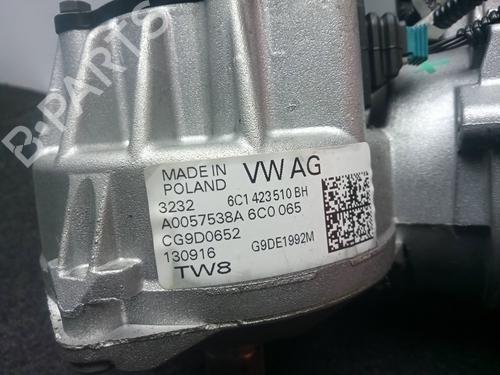 B-PARTS
MADE IN POLAND VW AG
3232 6C1 423 510 BH
A0057538A 6C0 065
CG9D0652
130916 G9DE1992M
TW8